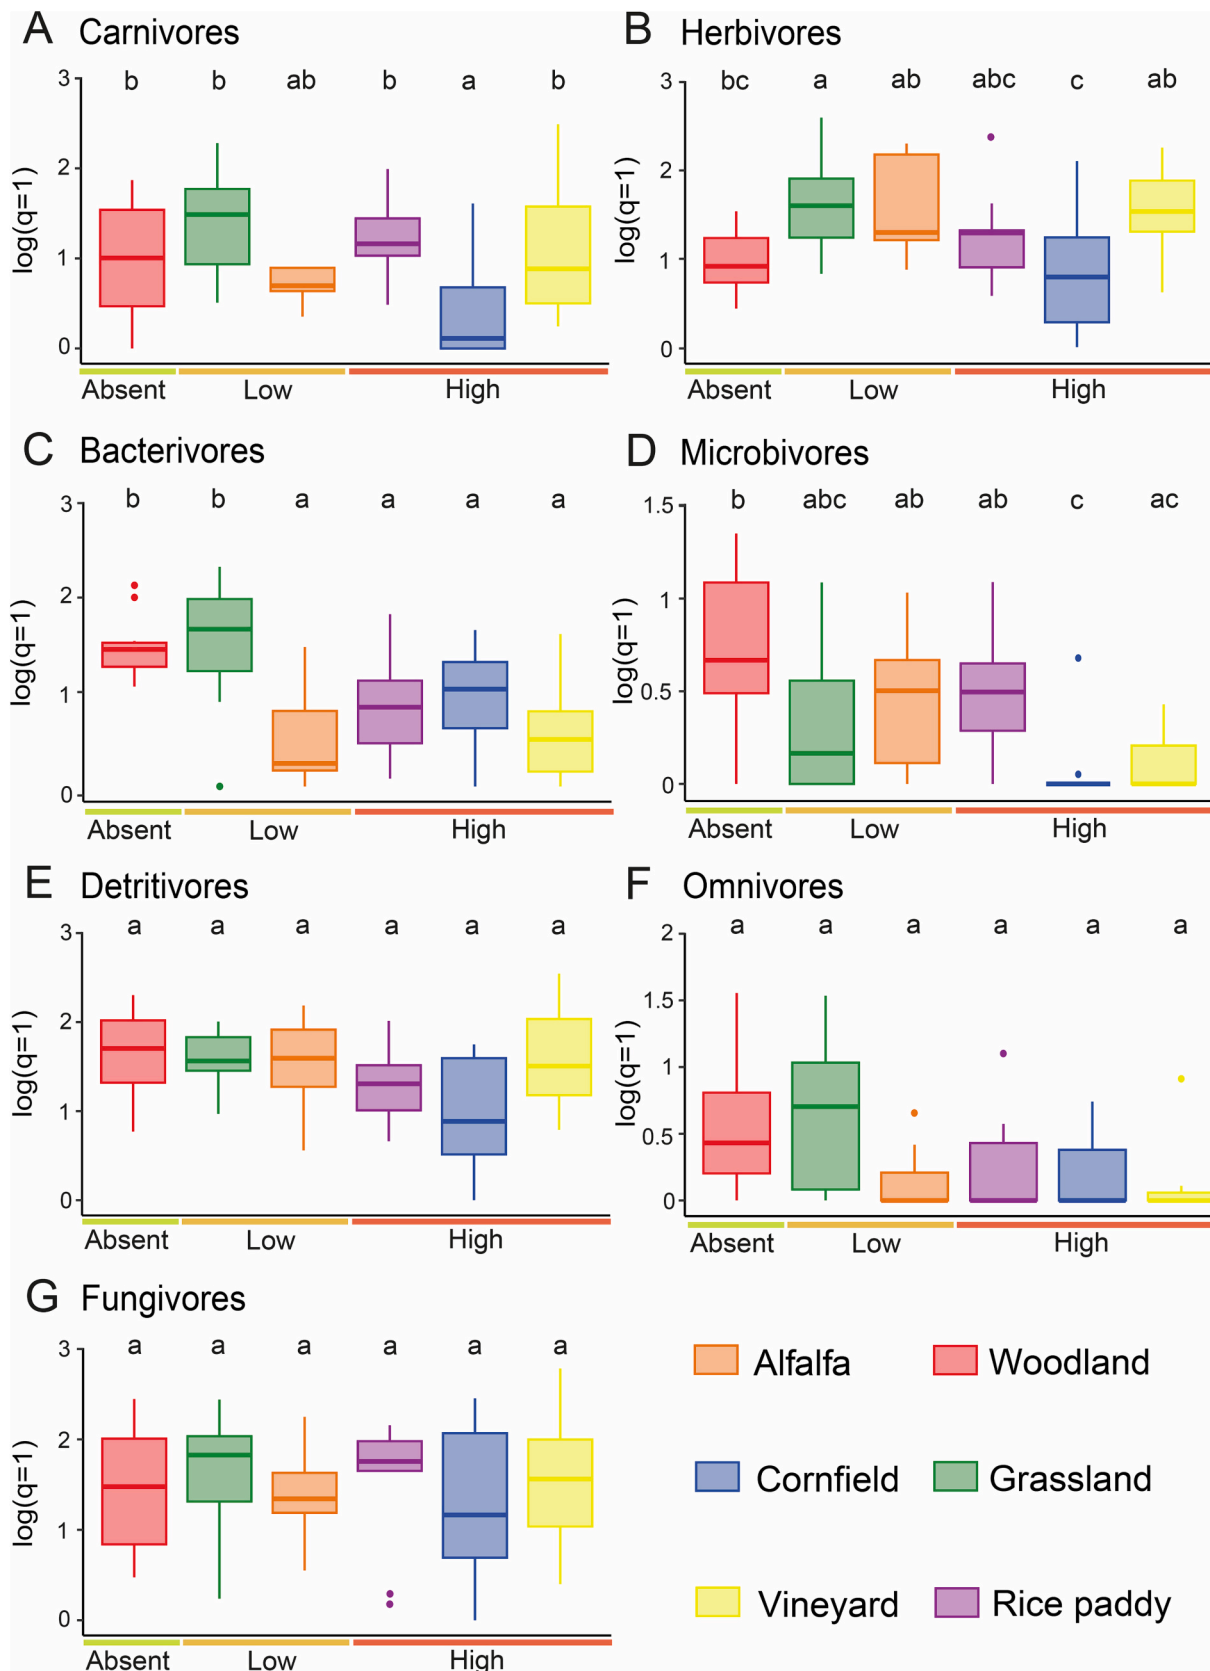 A Carnivores
b b ab b a b
3
2
1
0
log(q=1)
Absent Low High
B Herbivores
bc a ab abc c ab
3
2
1
0
log(q=1)
Absent Low High
C Bacterivores
b b a a a a
3
2
1
0
log(q=1)
Absent Low High
D Microbivores
b abc ab ab c ac
1.5
1
0.5
0
log(q=1)
Absent Low High
E Detritivores
a a a a a a
3
2
1
0
log(q=1)
Absent Low High
F Omnivores
a a a a a a
2
1.5
1
0.5
0
log(q=1)
Absent Low High
G Fungivores
a a a a a a
3
2
1
0
log(q=1)
Absent Low High
Alfalfa Woodland
Cornfield Grassland
Vineyard Rice paddy